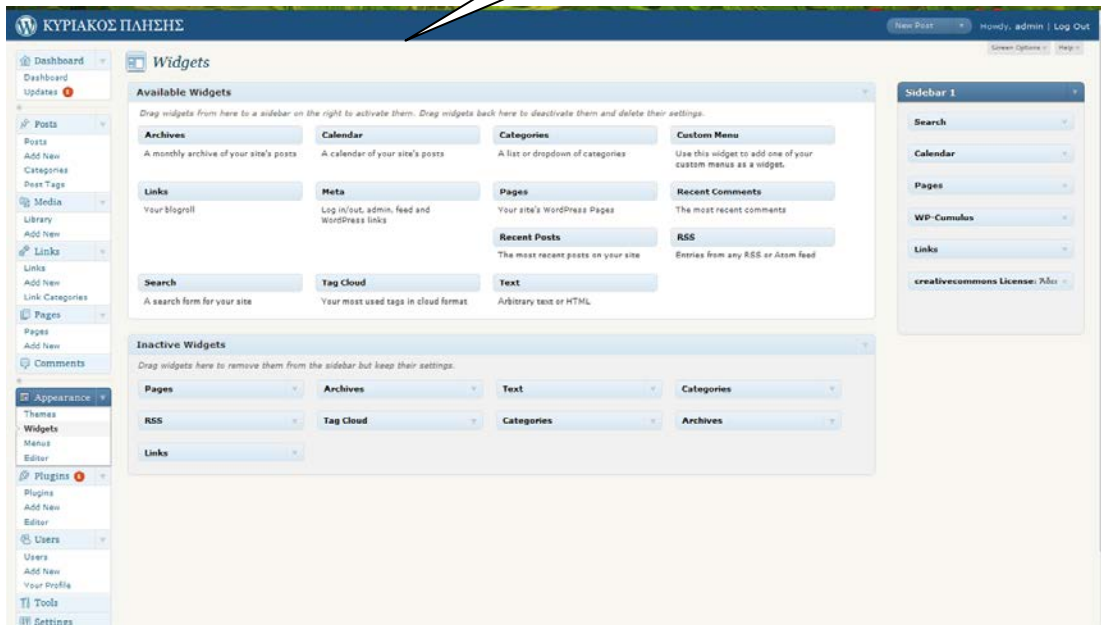 ΚΥΡΙΑΚΟΣ ΠΛΗΣΗΣ
New Post
Howdy, admin | Log Out
Screen Options
Help
Dashboard
Dashboard
Updates
Posts
Posts
Add New
Categories
Post Tags
Media
Library
Add New
Links
Links
Add New
Link Categories
Pages
Pages
Add New
Comments
Appearance
Themes
Widgets
Menus
Editor
Plugins
Plugins
Add New
Editor
Users
Users
Add New
Your Profile
Tools
Settings
Widgets
Available Widgets
Drag widgets from here to a sidebar on the right to activate them. Drag widgets back here to deactivate them and delete their settings.
Archives
A monthly archive of your site's posts
Calendar
A calendar of your site's posts
Categories
A list or dropdown of categories
Custom Menu
Use this widget to add one of your
custom menus as a widget.
Links
Your blogroll
Meta
Log in/out, admin, feed and
WordPress links
Pages
Your site's WordPress Pages
Recent Comments
The most recent comments
Recent Posts
The most recent posts on your site
RSS
Entries from any RSS or Atom feed
Search
A search form for your site
Tag Cloud
Your most used tags in cloud format
Text
Arbitrary text or HTML
Inactive Widgets
Drag widgets here to remove them from the sidebar but keep their settings.
Pages
Archives
Text
Categories
RSS
Tag Cloud
Categories
Archives
Links
Sidebar 1
Search
Calendar
Pages
WP-Cumulus
Links
creativecommons License: